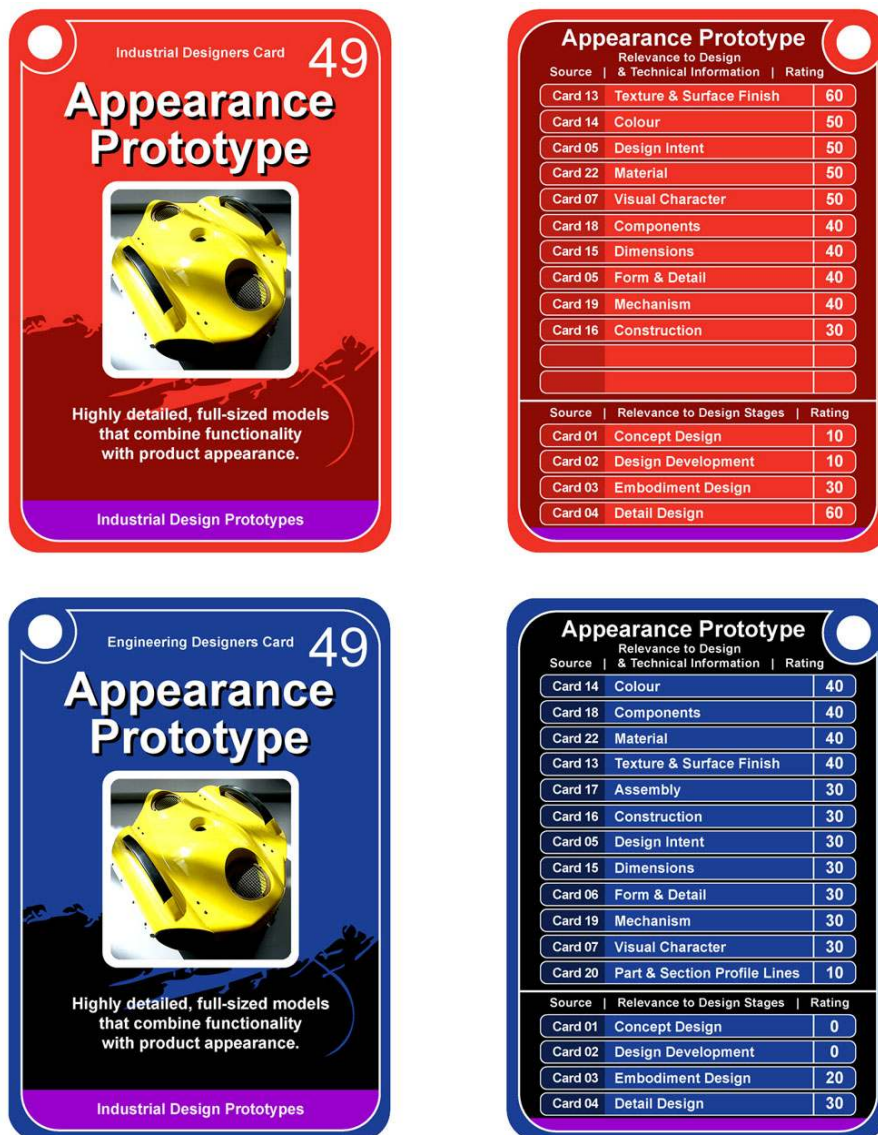 Industrial Designers Card 49
Appearance
Prototype
Highly detailed, full-sized models
that combine functionality
with product appearance.
Industrial Design Prototypes
Appearance Prototype
Relevance to Design
Source | & Technical Information | Rating
Card 13 Texture & Surface Finish 60
Card 14 Colour 50
Card 05 Design Intent 50
Card 22 Material 50
Card 07 Visual Character 50
Card 18 Components 40
Card 15 Dimensions 40
Card 05 Form & Detail 40
Card 19 Mechanism 40
Card 16 Construction 30
Source | Relevance to Design Stages | Rating
Card 01 Concept Design 10
Card 02 Design Development 10
Card 03 Embodiment Design 30
Card 04 Detail Design 60
Engineering Designers Card 49
Appearance
Prototype
Highly detailed, full-sized models
that combine functionality
with product appearance.
Industrial Design Prototypes
Appearance Prototype
Relevance to Design
Source | & Technical Information | Rating
Card 14 Colour 40
Card 18 Components 40
Card 22 Material 40
Card 13 Texture & Surface Finish 40
Card 17 Assembly 30
Card 16 Construction 30
Card 05 Design Intent 30
Card 15 Dimensions 30
Card 06 Form & Detail 30
Card 19 Mechanism 30
Card 07 Visual Character 30
Card 20 Part & Section Profile Lines 10
Source | Relevance to Design Stages | Rating
Card 01 Concept Design 0
Card 02 Design Development 0
Card 03 Embodiment Design 20
Card 04 Detail Design 30